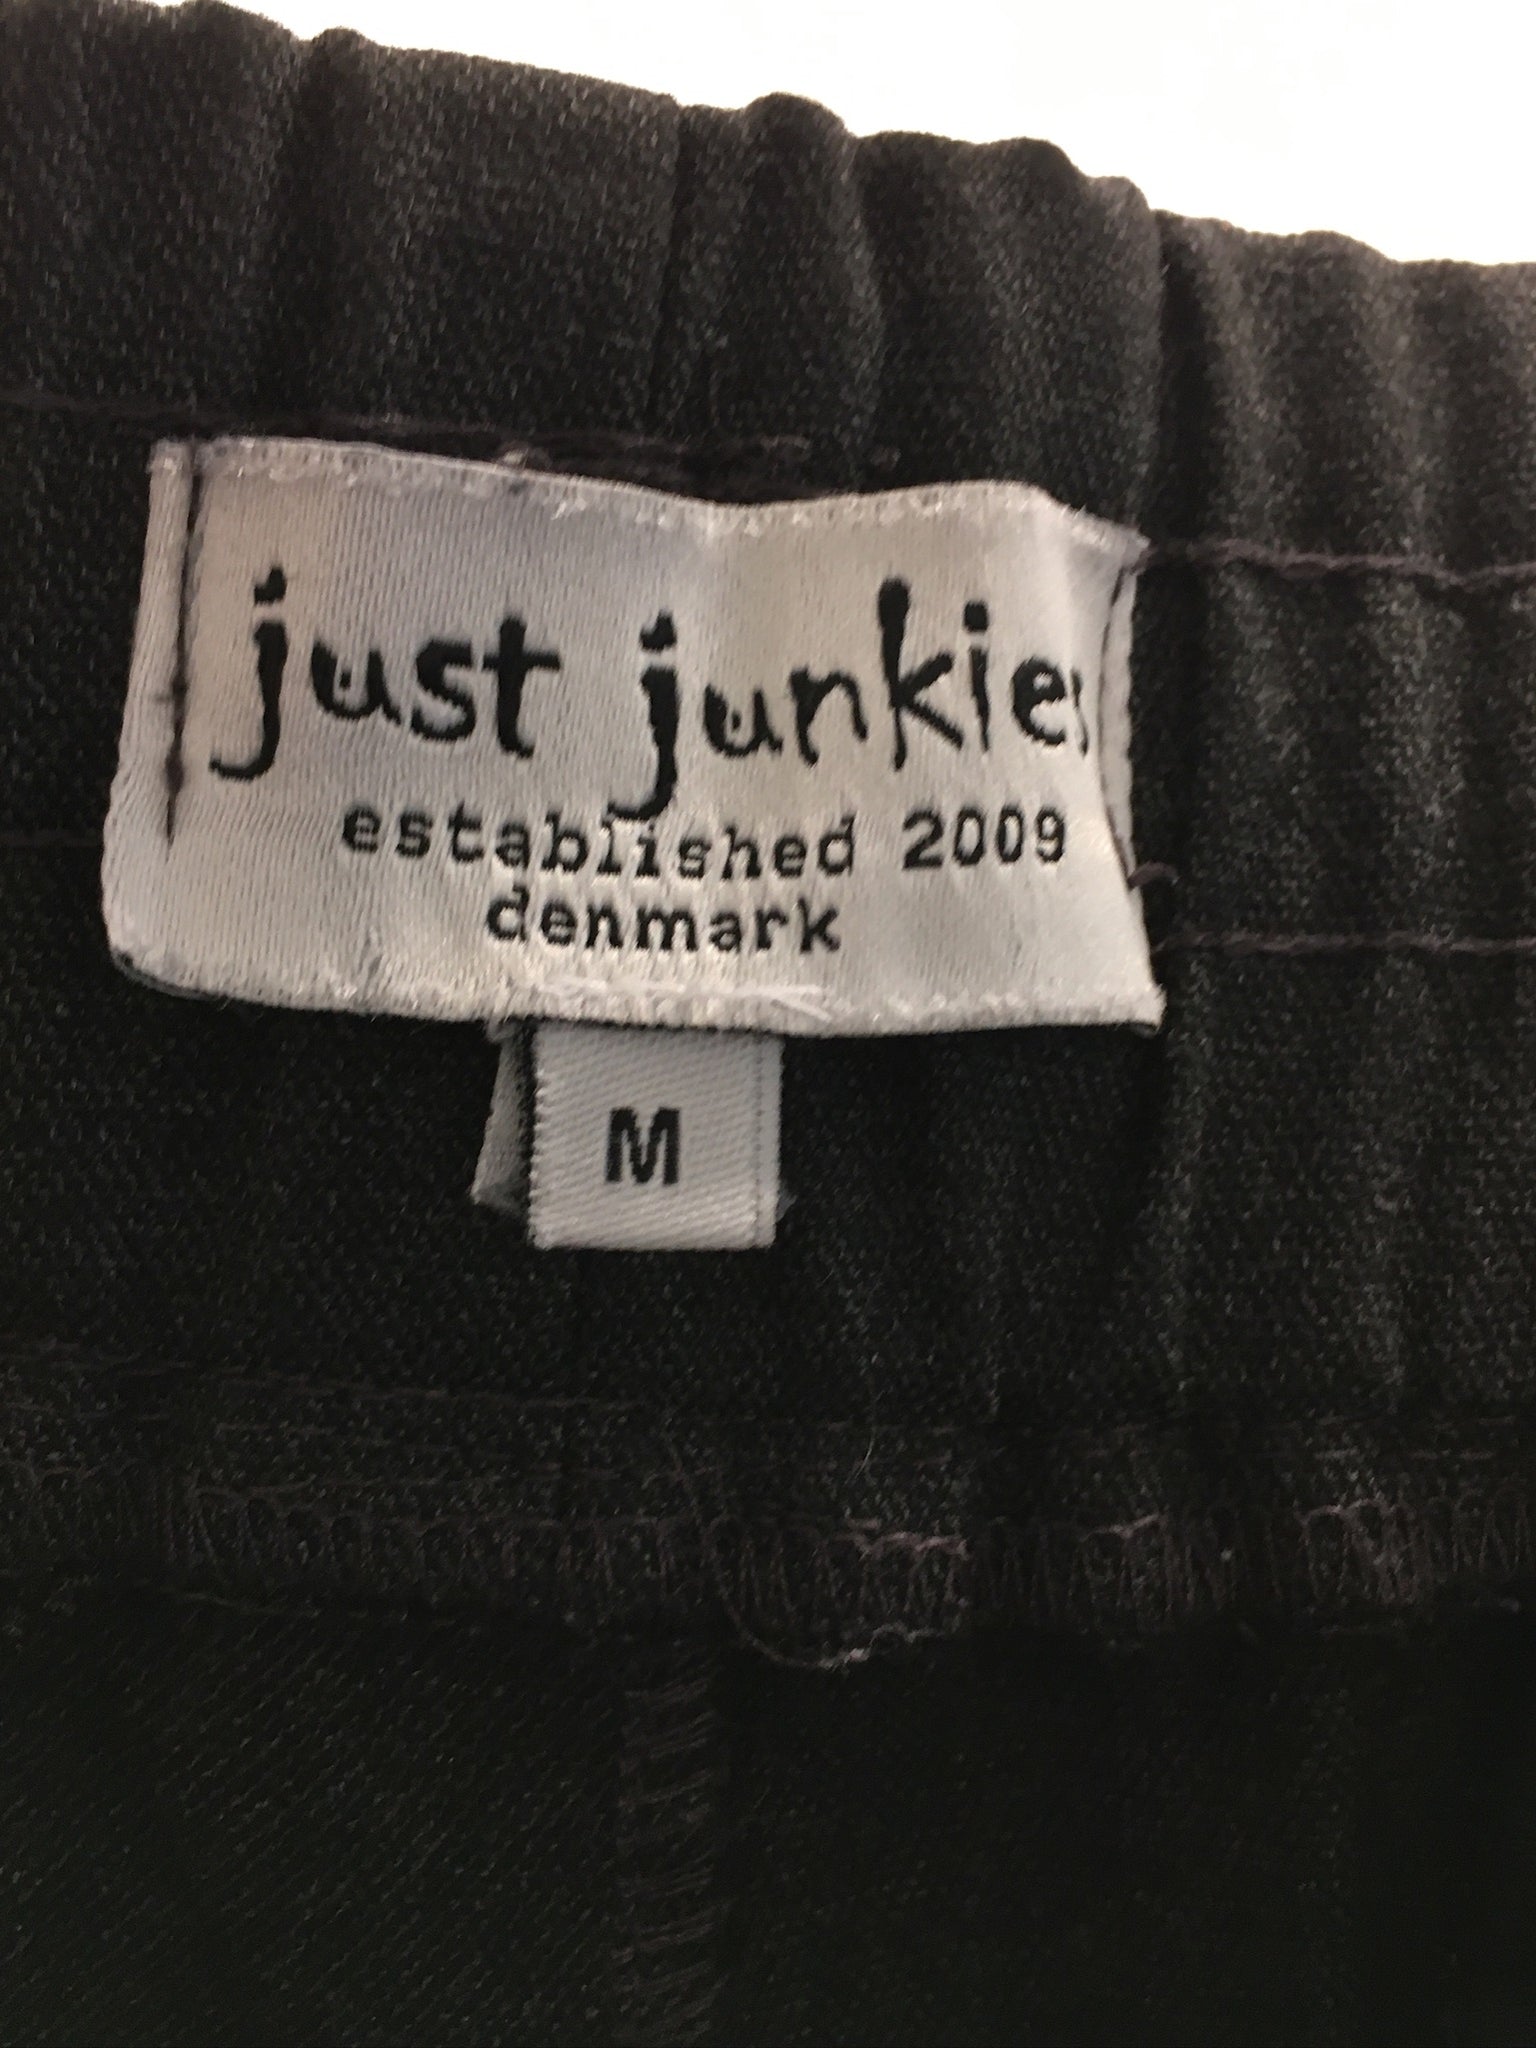 just junkies
established 2009
denmark
M